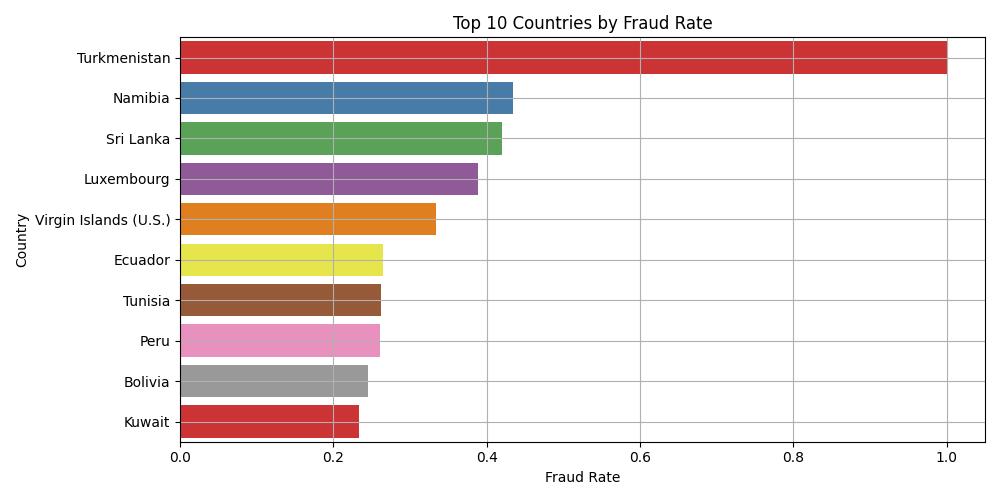 Top 10 Countries by Fraud Rate
Turkmenistan
Namibia
Sri Lanka
Luxembourg
Virgin Islands (U.S.)
Ecuador
Tunisia
Peru
Bolivia
Kuwait
Country
0.0 0.2 0.4 0.6 0.8 1.0
Fraud Rate